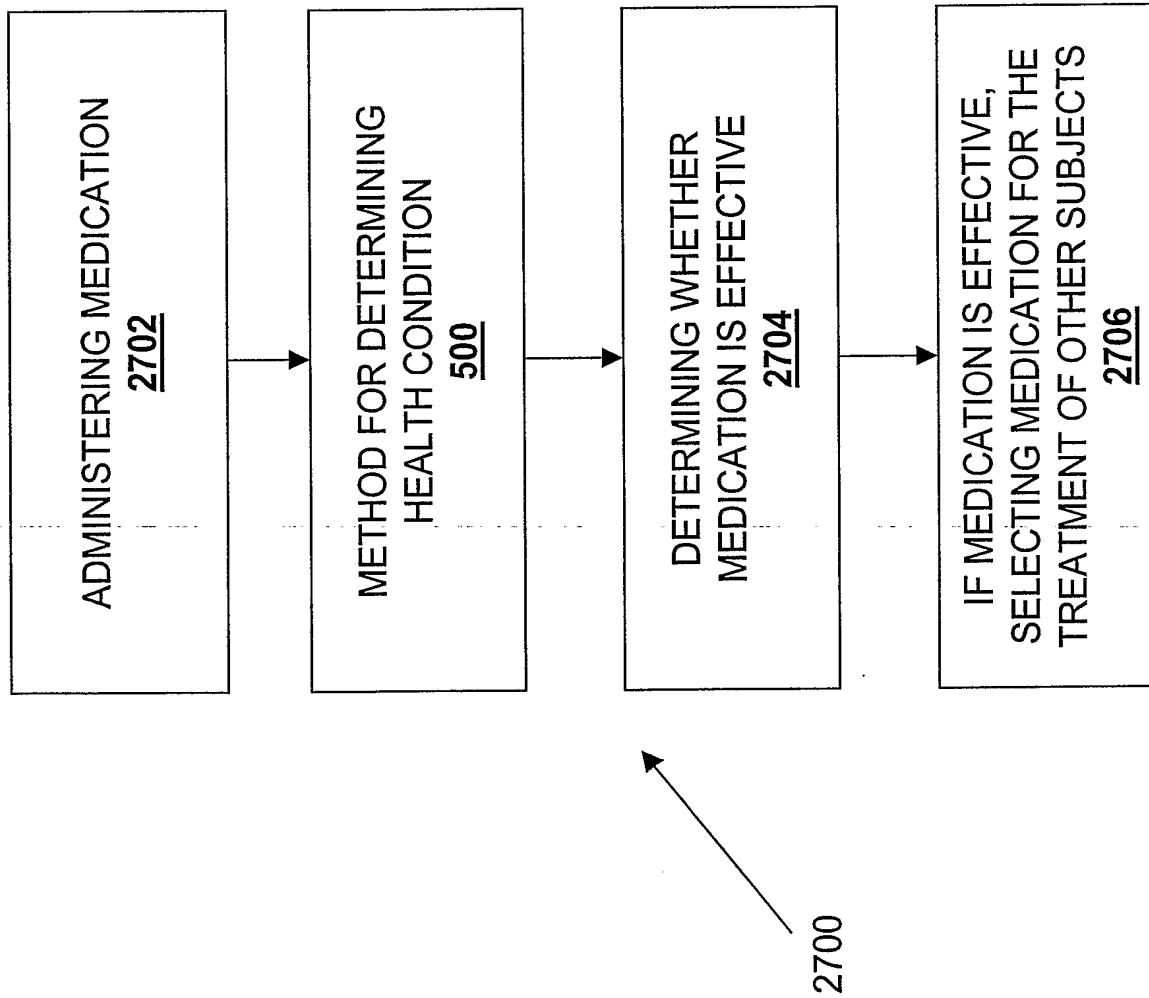 ADMINISTERING MEDICATION
2702
METHOD FOR DETERMINING
HEALTH CONDITION
500
DETERMINING WHETHER
MEDICATION IS EFFECTIVE
2704
IF MEDICATION IS EFFECTIVE,
SELECTING MEDICATION FOR THE
TREATMENT OF OTHER SUBJECTS
2706
2700